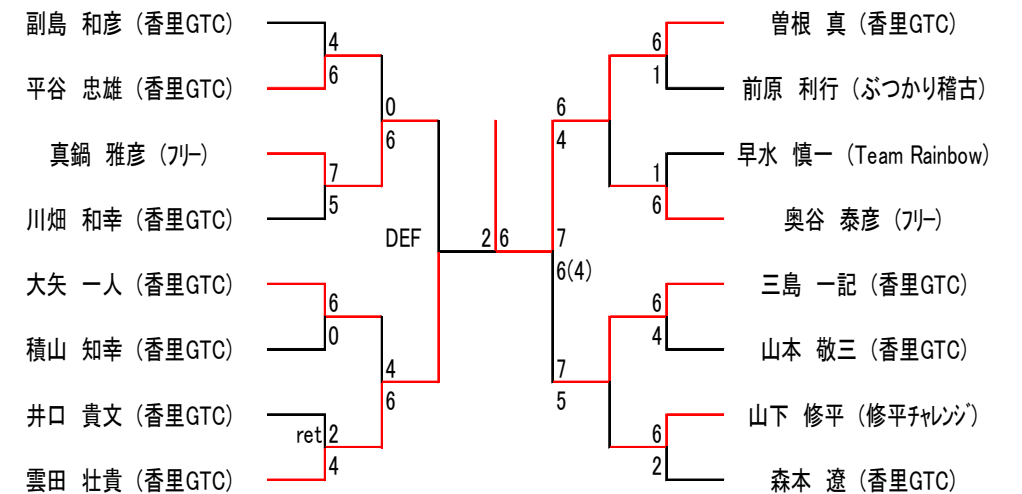 副島 和彦（香里GTC）
4
6
平谷 忠雄（香里GTC）
0
6
真鍋 雅彦（フリー）
7
5
川畑 和幸（香里GTC）
DEF
2 6
大矢 一人（香里GTC）
6
0
積山 知幸（香里GTC）
4
6
井口 貴文（香里GTC）
ret 2
4
雲田 壮貴（香里GTC）
曽根 真（香里GTC）
6
1
前原 利行（ぶつかり稽古）
6
4
早水 慎一（Team Rainbow）
1
6
奥谷 泰彦（フリー）
7
6(4)
三島 一記（香里GTC）
6
4
山本 敬三（香里GTC）
7
5
山下 修平（修平チャレンジ）
6
2
森本 遼（香里GTC）